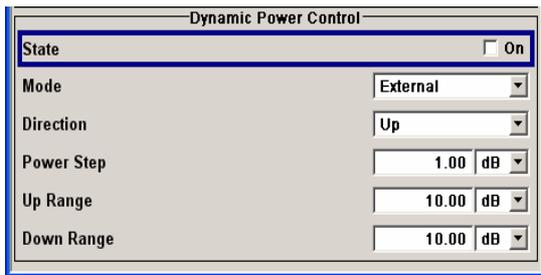 Dynamic Power Control
State On
Mode External
Direction Up
Power Step 1.00 dB
Up Range 10.00 dB
Down Range 10.00 dB